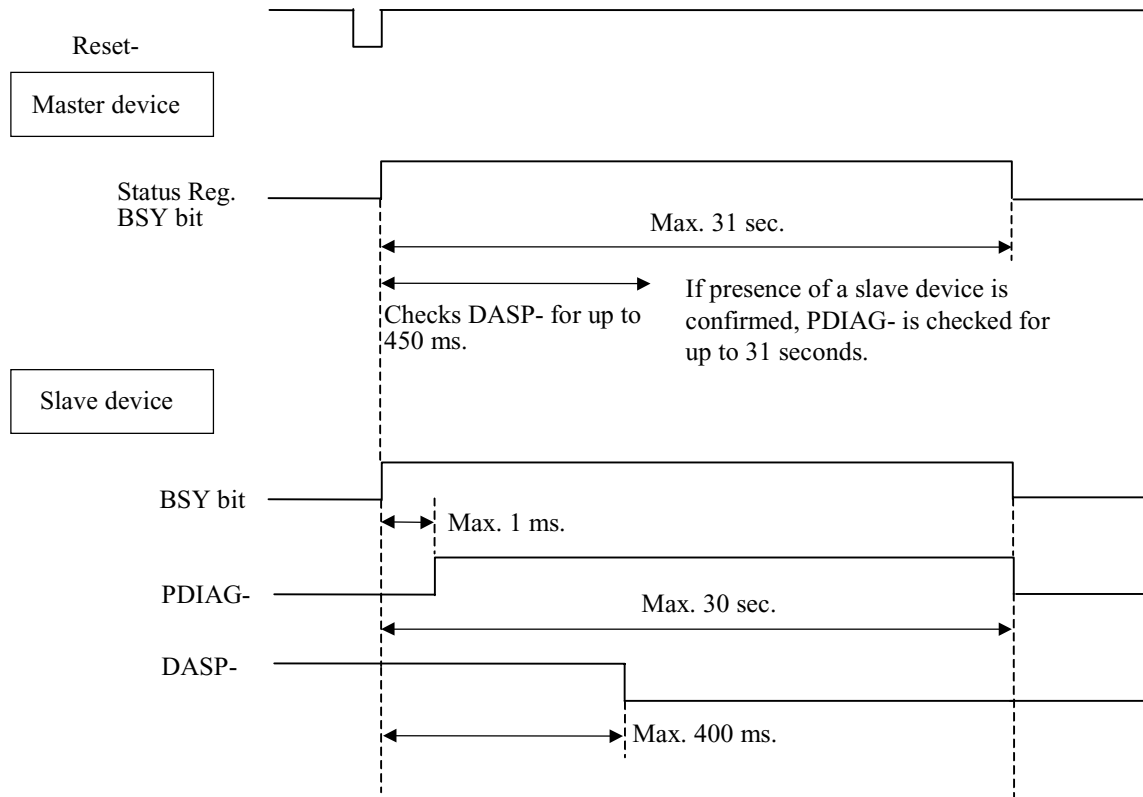 Reset-
Master device
Status Reg.
BSY bit
Max. 31 sec.
Checks DASP- for up to
450 ms.
If presence of a slave device is
confirmed, PDIAG- is checked for
up to 31 seconds.
Slave device
BSY bit
Max. 1 ms.
PDIAG-
Max. 30 sec.
DASP-
Max. 400 ms.